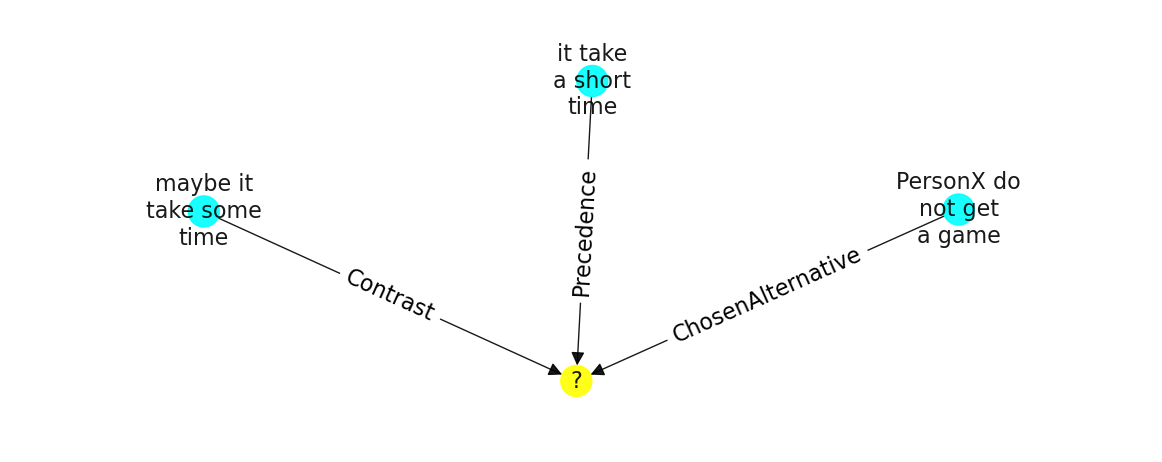 it take
a short
time
maybe it
take some
time
PersonX do
not get
a game
Contrast
Precedence
ChosenAlternative
?